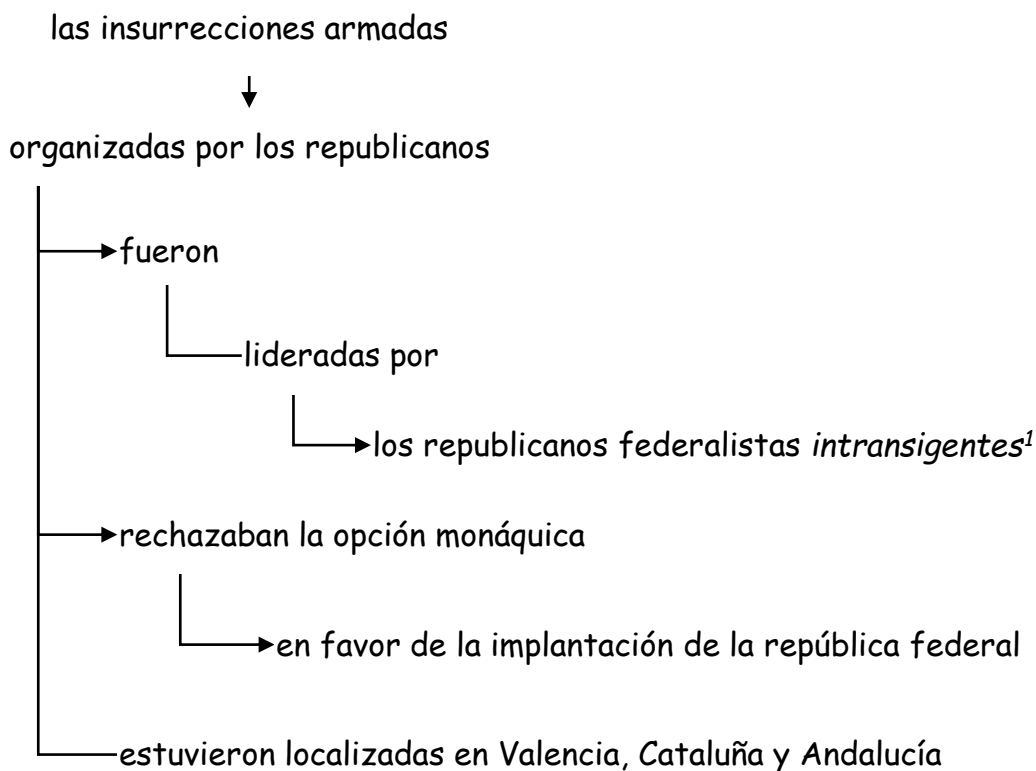 las insurrecciones armadas
organizadas por los republicanos
fueron
lideradas por
los republicanos federalistas intransigentes¹
rechazaban la opción monáquica
en favor de la implantación de la república federal
estuvieron localizadas en Valencia, Cataluña y Andalucía